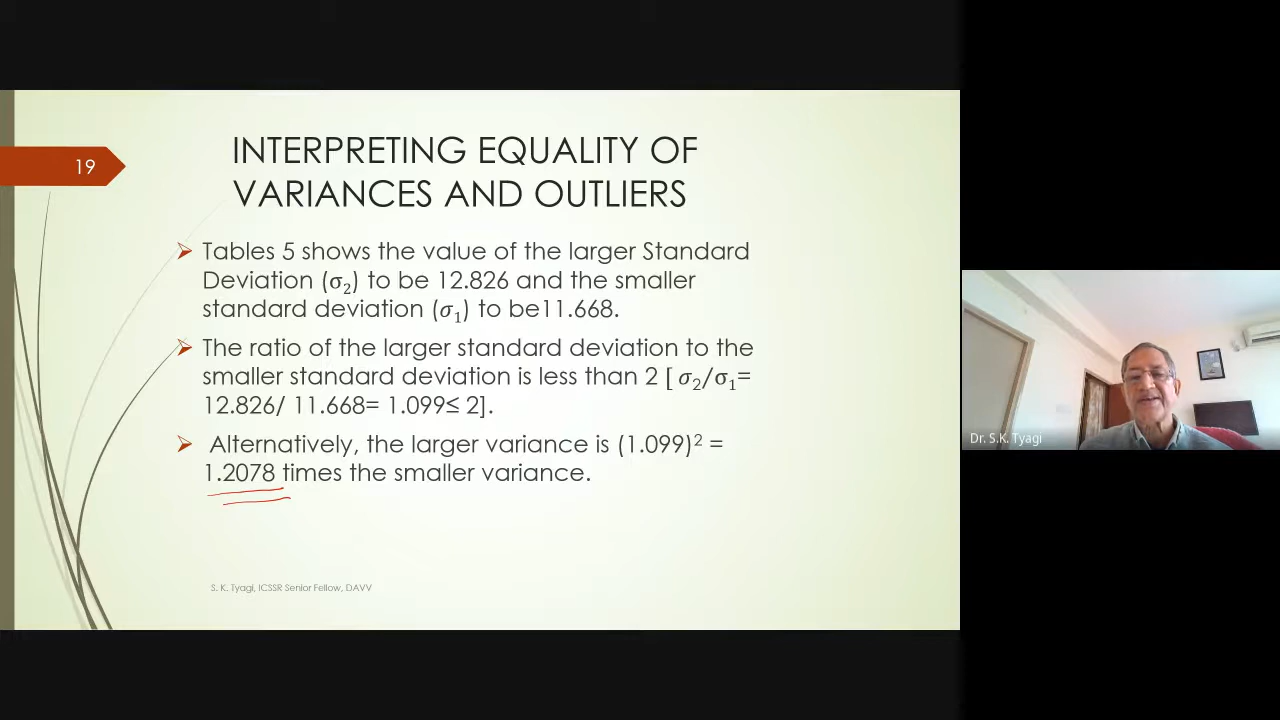 19
INTERPRETING EQUALITY OF
VARIANCES AND OUTLIERS
Tables 5 shows the value of the larger Standard
Deviation (σ₂) to be 12.826 and the smaller
standard deviation (σ₁) to be11.668.
The ratio of the larger standard deviation to the
smaller standard deviation is less than 2 [ σ₂/σ₁=
12.826/ 11.668= 1.099≤ 2].
Alternatively, the larger variance is (1.099)² =
1.2078 times the smaller variance.
S. K. Tyagi, ICSSR Senior Fellow, DAVV
Dr. S.K. Tyagi